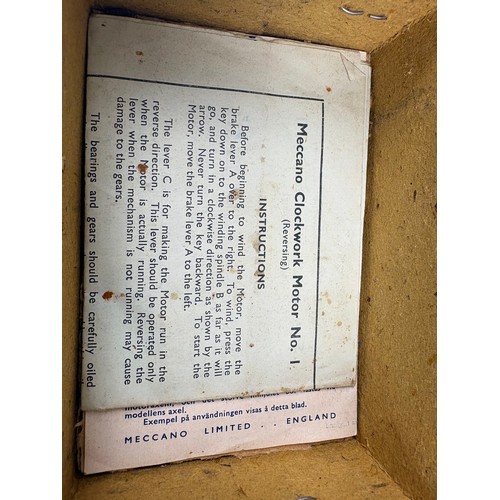 Meccano Clockwork Motor No. 1
(Reversing)
INSTRUCTIONS
Before beginning to wind the Motor, move the
brake lever A over to the right. To wind, press the
key down on to the winding spindle B as far as it will
go, and turn in a clockwise direction as shown by the
arrow. Never turn the key backward. To start the
Motor, move the brake lever A to the left.
The lever C is for making the Motor run in the
reverse direction. This lever should be operated only
when the Motor is actually running. Reversing the
lever when the mechanism is not running may cause
damage to the gears.
The bearings and gears should be carefully oiled
modellens axel.
Exempel på användningen visas å detta blad.
MECCANO LIMITED . . ENGLAND